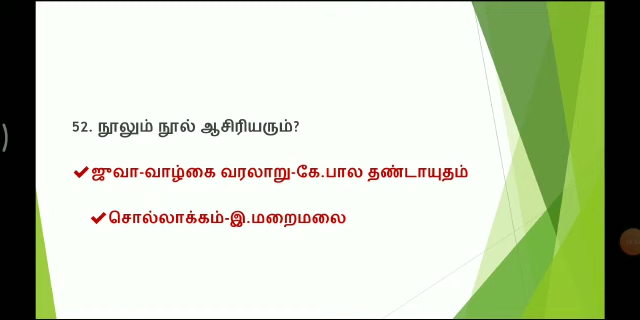 52. நூலும் நூல் ஆசிரியரும்?
ஜுவா-வாழ்கை வரலாறு-கே.பால தண்டாயுதம்
சொல்லாக்கம்-இ.மறைமலை